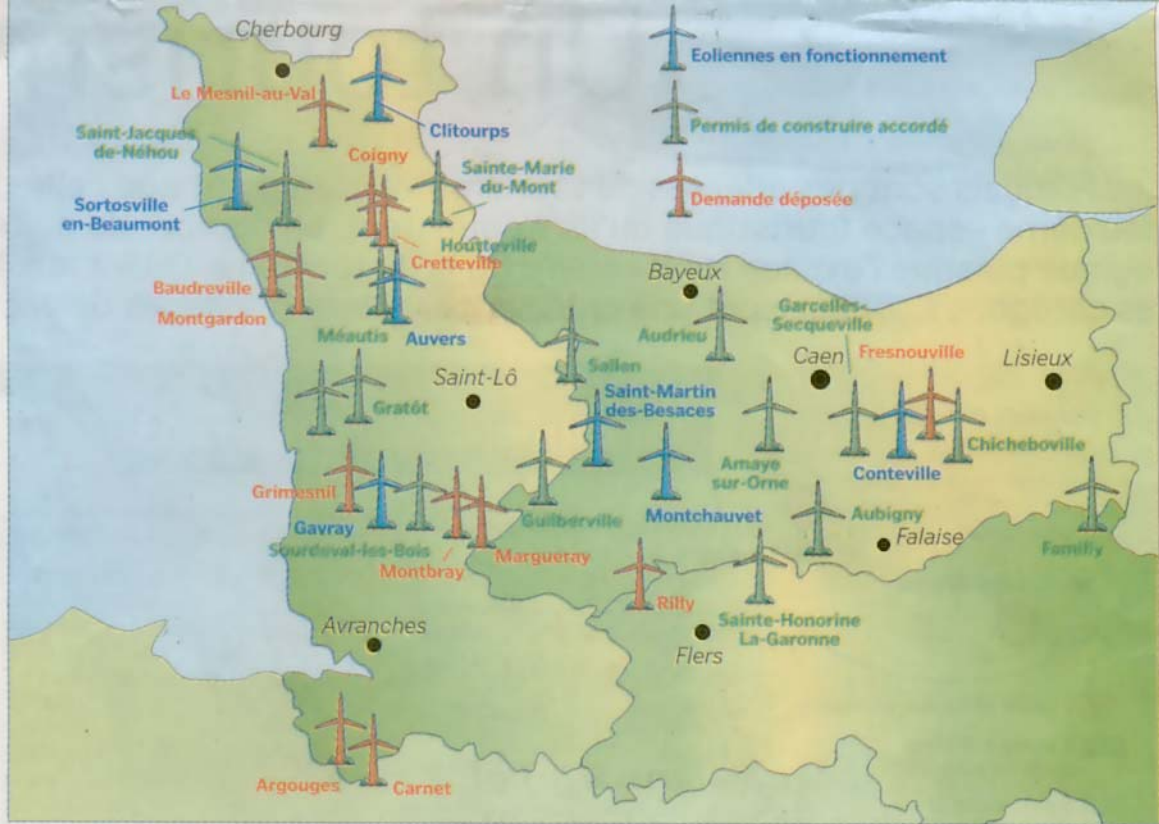 Cherbourg
Eoliennes en fonctionnement
Le Mesnil-au-Val
Clitourps
Permis de construire accordé
Saint-Jacques
de-Néhou
Coigny
Sainte-Marie
du-Mont
Demande déposée
Sortosville
en-Beaumont
Houtteville
Cretteville
Baudreville
Montgardon
Méautis
Auvers
Bayeux
Audrieu
Garcelles-
Secqueville
Caen
Fresnouville
Lisieux
Sallen
Saint-Lô
Saint-Martin
des-Besaces
Gratôt
Chicheboville
Amaye
sur-Orne
Conteville
Grimesnil
Gavray
Guilberville
Montchauvet
Aubigny
Falaise
Familly
Sourdeval-les-Bois
Montbray
Margueray
Rilly
Sainte-Honorine
La-Garonne
Flers
Avranches
Argouges
Carnet